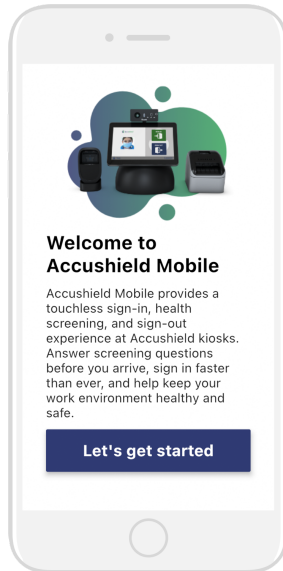 Welcome to
Accushield Mobile
Accushield Mobile provides a
touchless sign-in, health
screening, and sign-out
experience at Accushield kiosks.
Answer screening questions
before you arrive, sign in faster
than ever, and help keep your
work environment healthy and
safe.
Let's get started